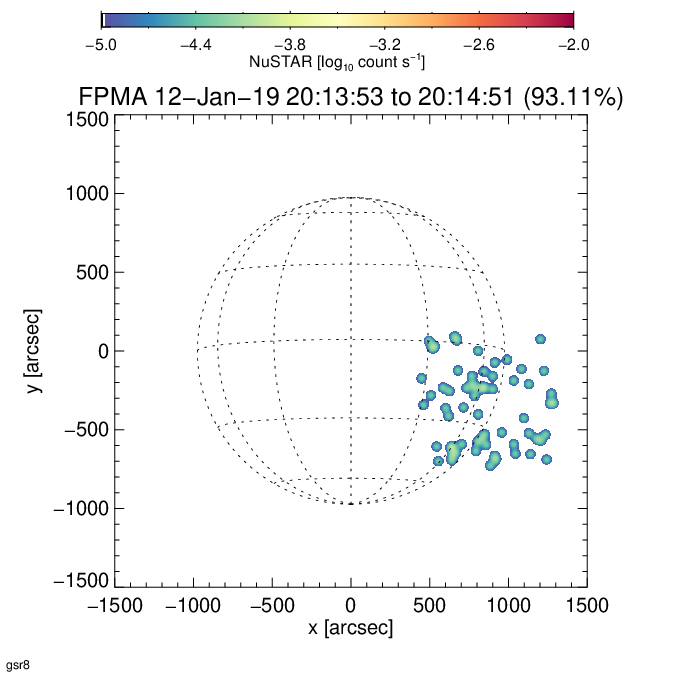 −5.0 −4.4 −3.8 −3.2 −2.6 −2.0
NuSTAR [log10 count s−1]
FPMA 12−Jan−19 20:13:53 to 20:14:51 (93.11%)
1500
1000
500
0
−500
−1000
−1500
y [arcsec]
−1500 −1000 −500 0 500 1000 1500
x [arcsec]
gsr8